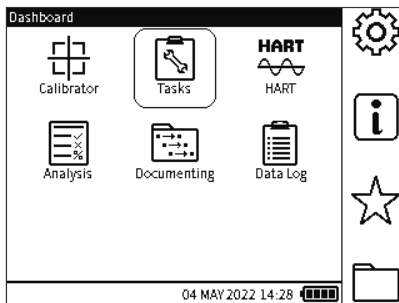 Dashboard
HART
Calibrator Tasks HART
Analysis Documenting Data Log
04 MAY 2022 14:28